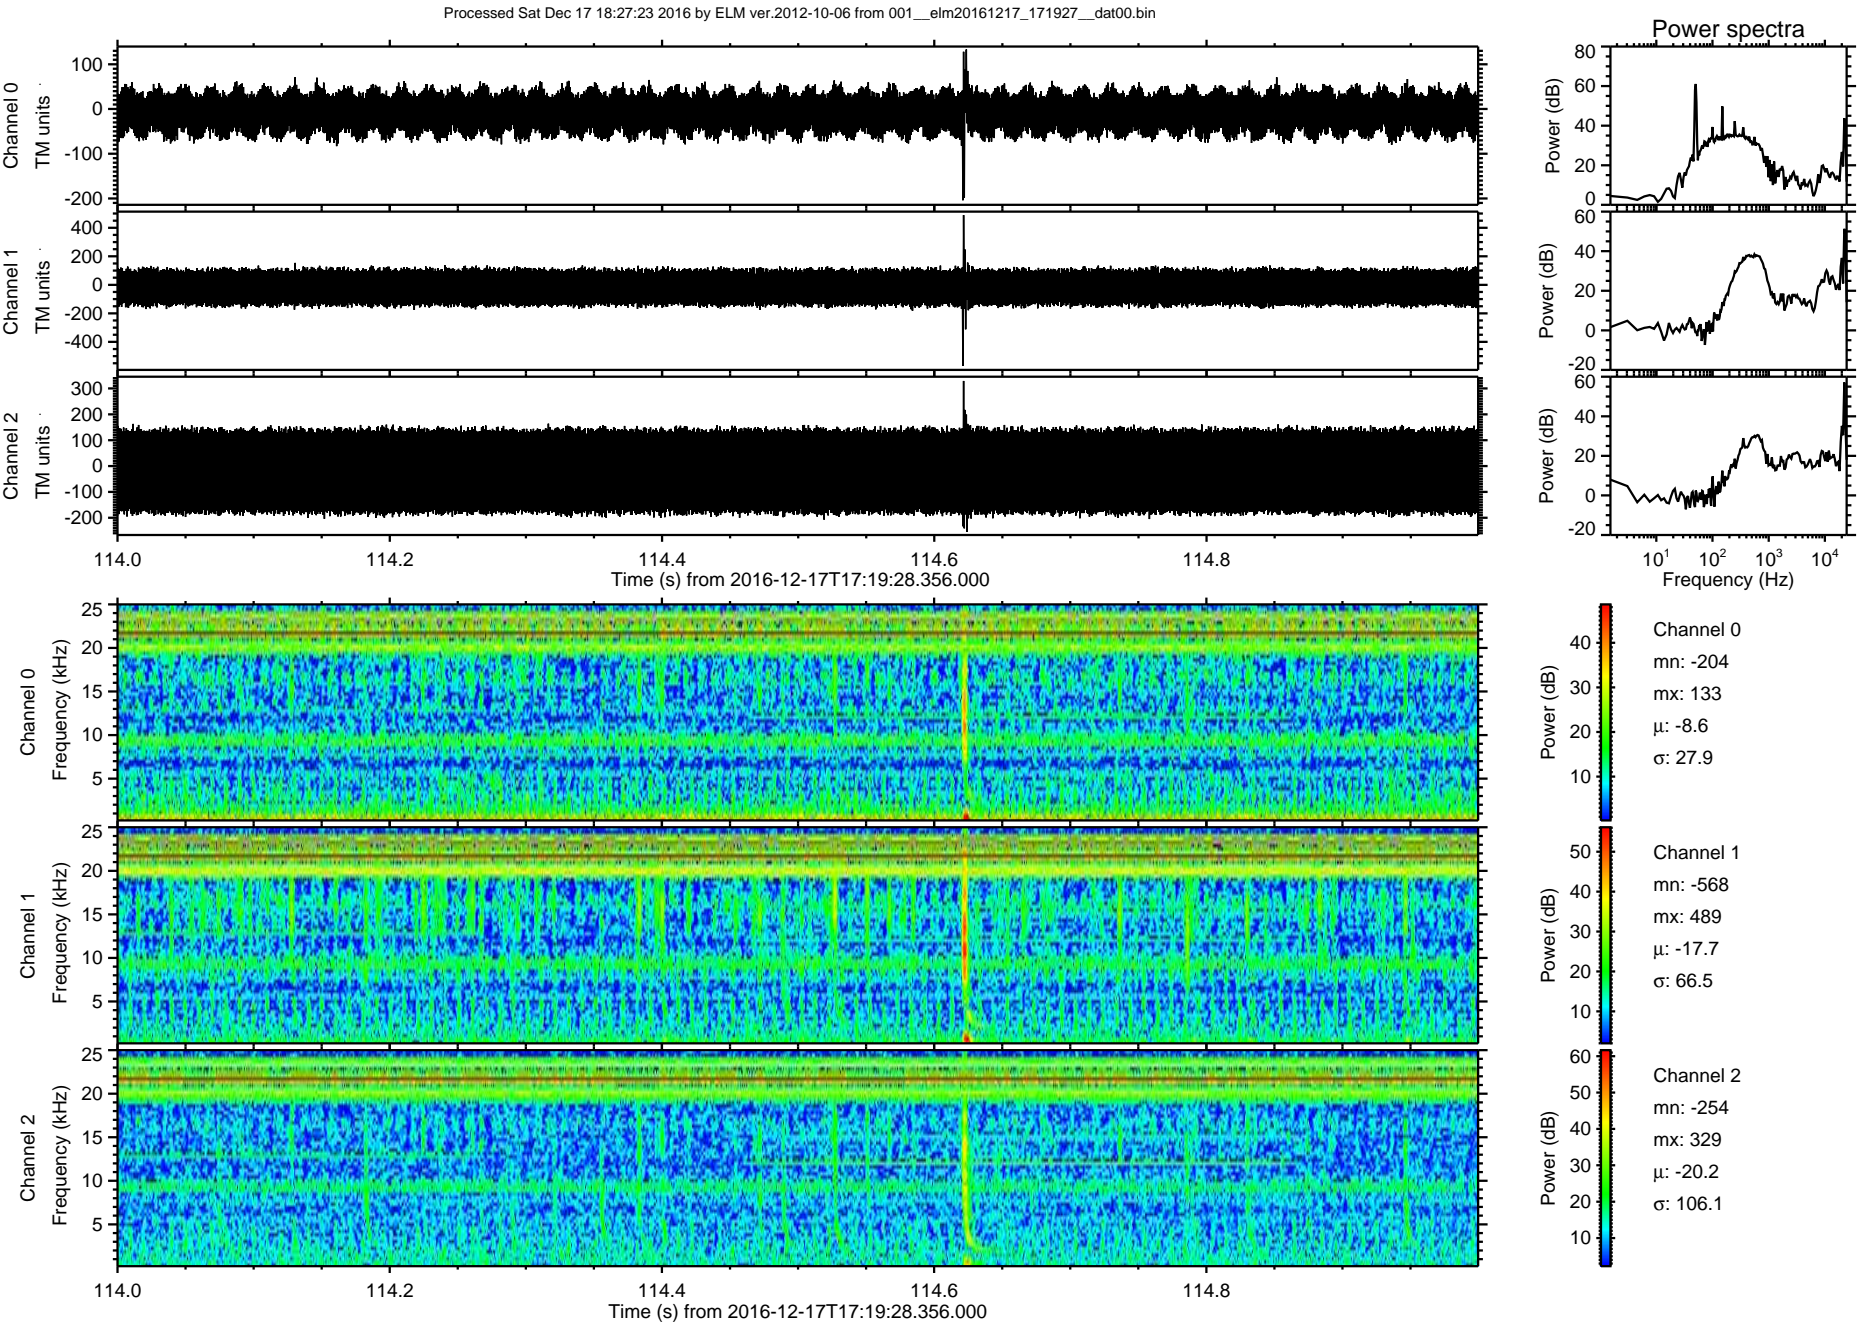 Processed Sat Dec 17 18:27:23 2016 by ELM ver.2012-10-06 from 001__elm20161217_171927__dat00.bin
Power spectra
Channel 0
TM units
100
0
-100
-200
Power (dB)
80
60
40
20
0
Channel 1
TM units
400
200
0
-200
-400
Power (dB)
60
40
20
0
-20
Channel 2
TM units
300
200
100
0
-100
-200
Power (dB)
60
40
20
0
-20
114.0 114.2 114.4 114.6 114.8
Time (s) from 2016-12-17T17:19:28.356.000
10¹ 10² 10³ 10⁴
Frequency (Hz)
Channel 0
Frequency (kHz)
25
20
15
10
5
Power (dB)
40
30
20
10
Channel 0
mn: -204
mx: 133
µ: -8.6
σ: 27.9
Channel 1
Frequency (kHz)
25
20
15
10
5
Power (dB)
50
40
30
20
10
Channel 1
mn: -568
mx: 489
µ: -17.7
σ: 66.5
Channel 2
Frequency (kHz)
25
20
15
10
5
Power (dB)
60
50
40
30
20
10
Channel 2
mn: -254
mx: 329
µ: -20.2
σ: 106.1
114.0 114.2 114.4 114.6 114.8
Time (s) from 2016-12-17T17:19:28.356.000